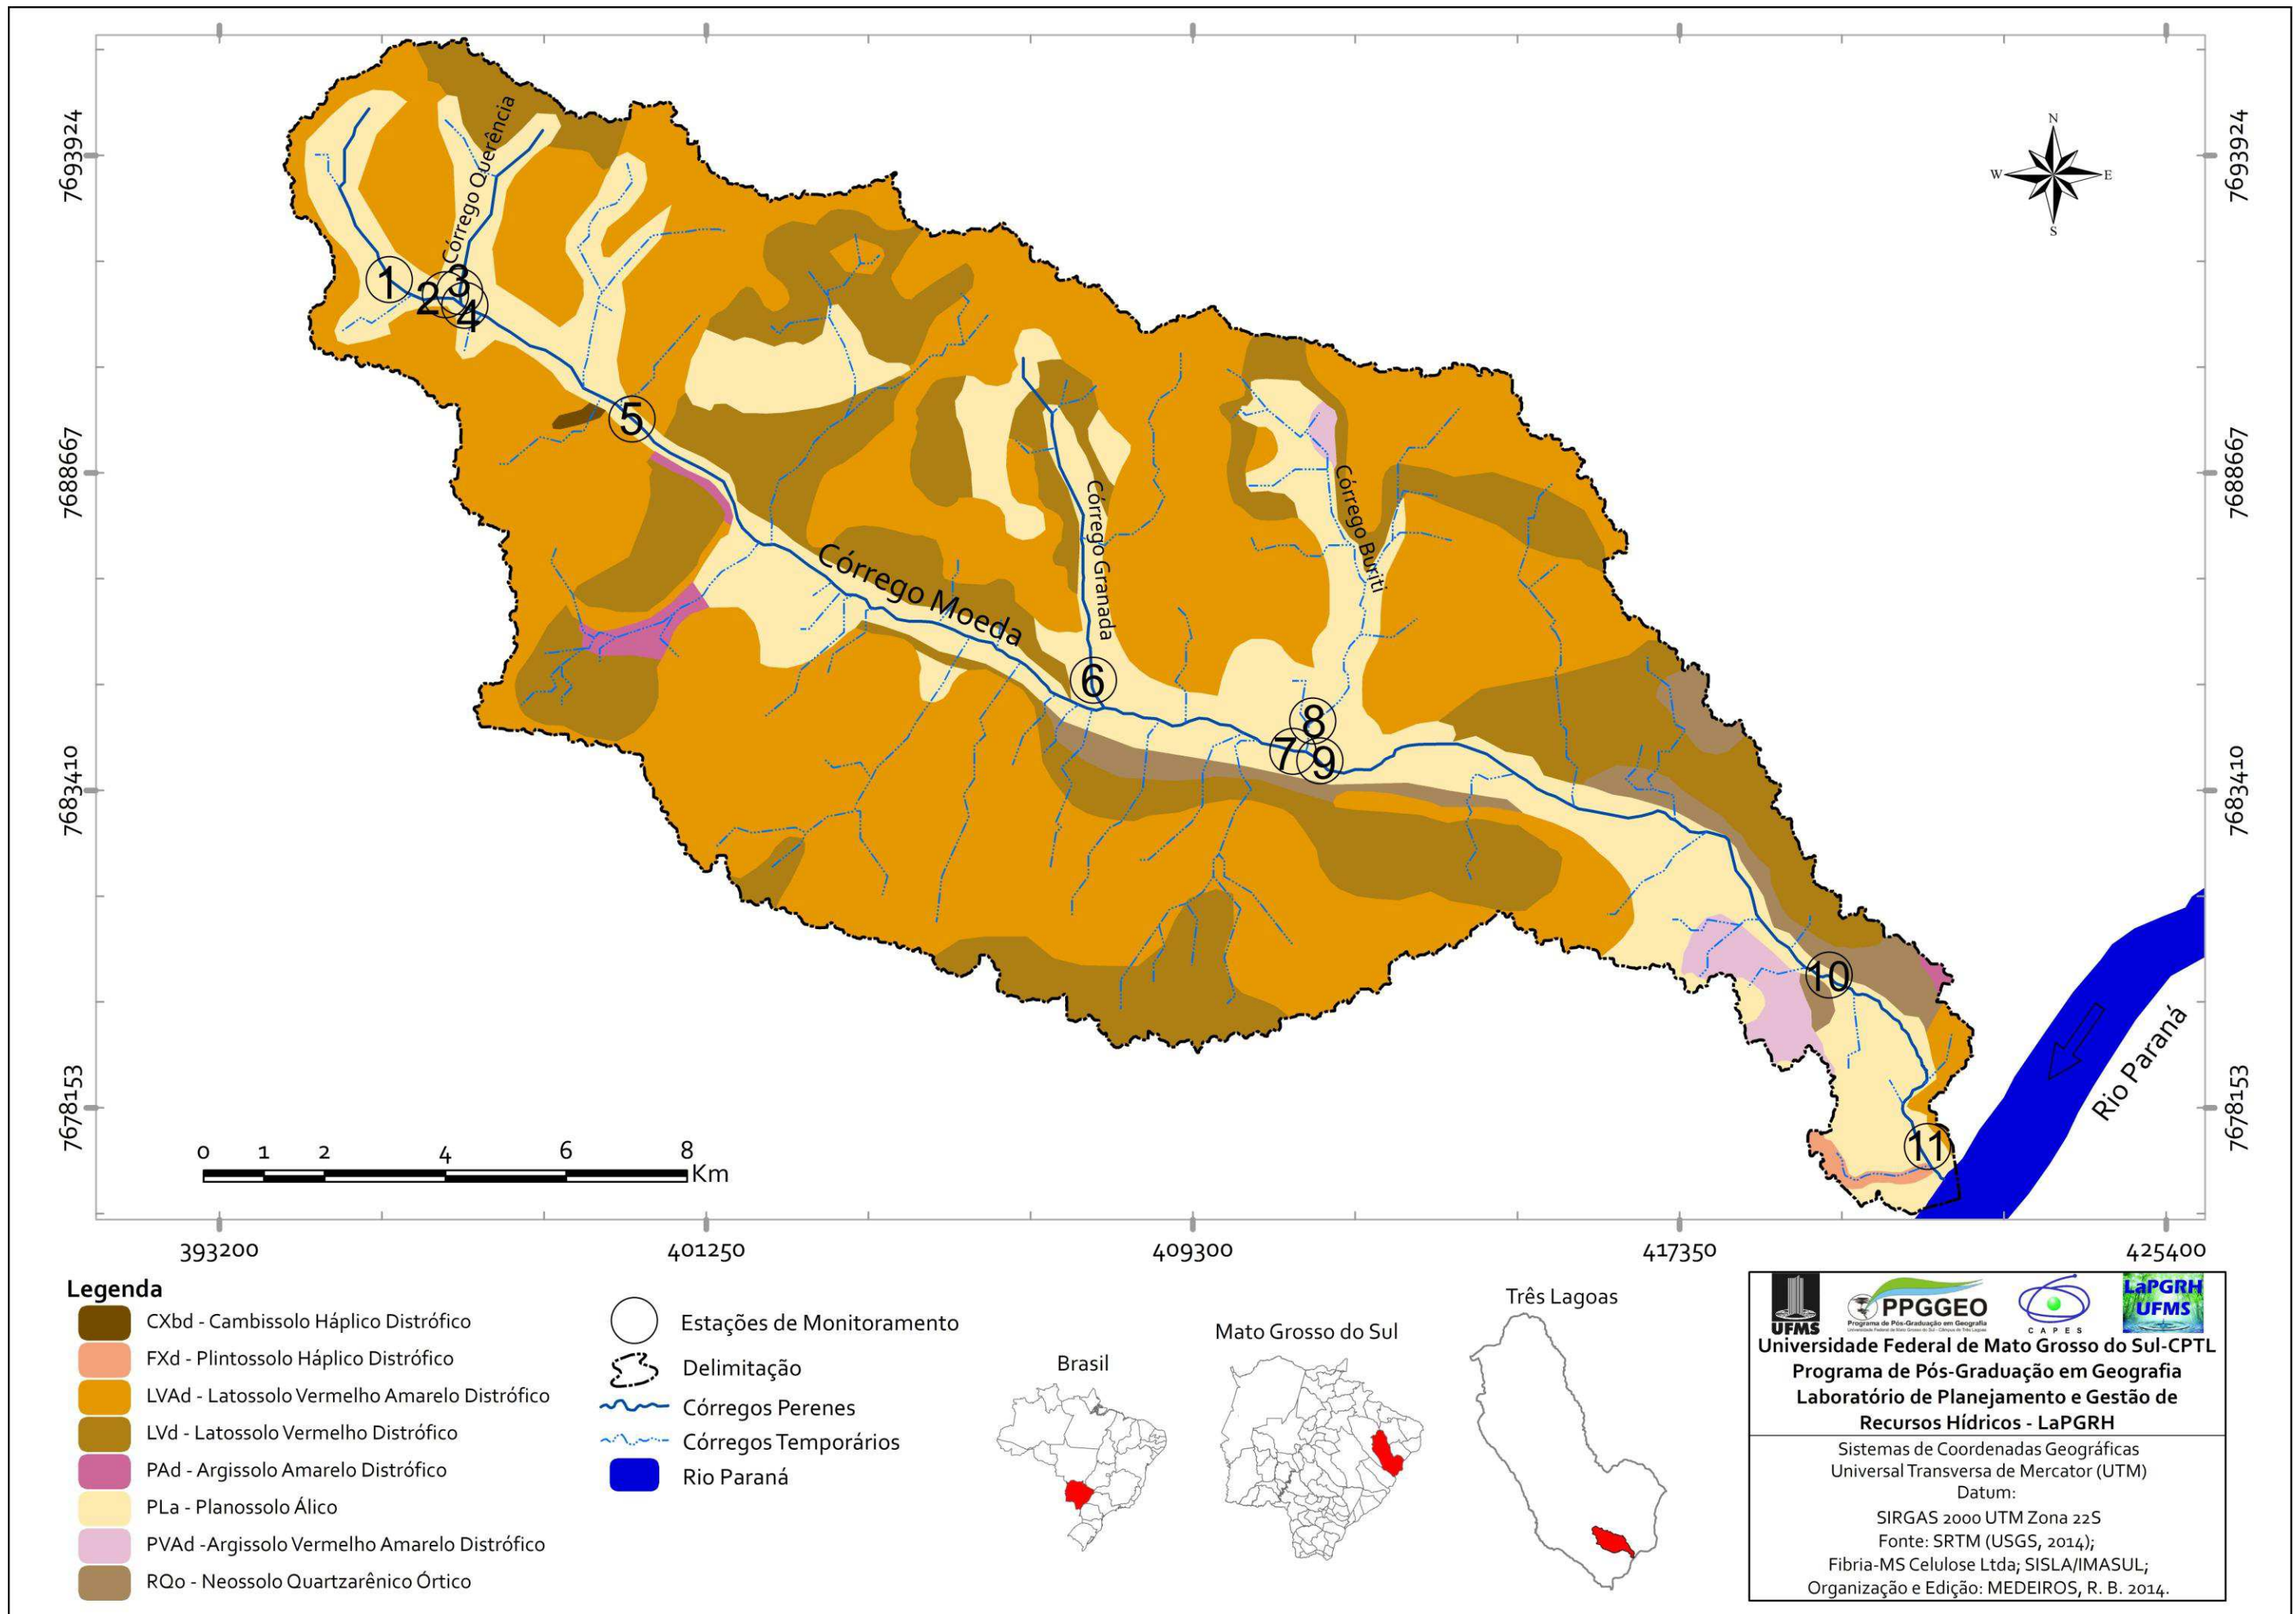 N
W
E
S
7693924
7688667
7683410
7678153
7693924
7688667
7683410
7678153
Córrego Querência
1
2
3
4
5
Córrego Moeda
Córrego Granada
Córrego Buriti
6
7
8
9
10
11
Rio Paraná
0 1 2 4 6 8
Km
393200 401250 409300 417350 425400
Legenda
CXbd - Cambissolo Háplico Distrófico
FXd - Plintossolo Háplico Distrófico
LVAd - Latossolo Vermelho Amarelo Distrófico
LVd - Latossolo Vermelho Distrófico
PAd - Argissolo Amarelo Distrófico
PLa - Planossolo Álico
PVAd -Argissolo Vermelho Amarelo Distrófico
RQo - Neossolo Quartzarênico Órtico
Estações de Monitoramento
Delimitação
Córregos Perenes
Córregos Temporários
Rio Paraná
Brasil
Mato Grosso do Sul
Três Lagoas
UFMS
PPGGEO
Programa de Pós-Graduação em Geografia
CAPES
LaPGRH
UFMS
Universidade Federal de Mato Grosso do Sul-CPTL
Programa de Pós-Graduação em Geografia
Laboratório de Planejamento e Gestão de
Recursos Hídricos - LaPGRH
Sistemas de Coordenadas Geográficas
Universal Transversa de Mercator (UTM)
Datum:
SIRGAS 2000 UTM Zona 22S
Fonte: SRTM (USGS, 2014);
Fibria-MS Celulose Ltda; SISLA/IMASUL;
Organização e Edição: MEDEIROS, R. B. 2014.